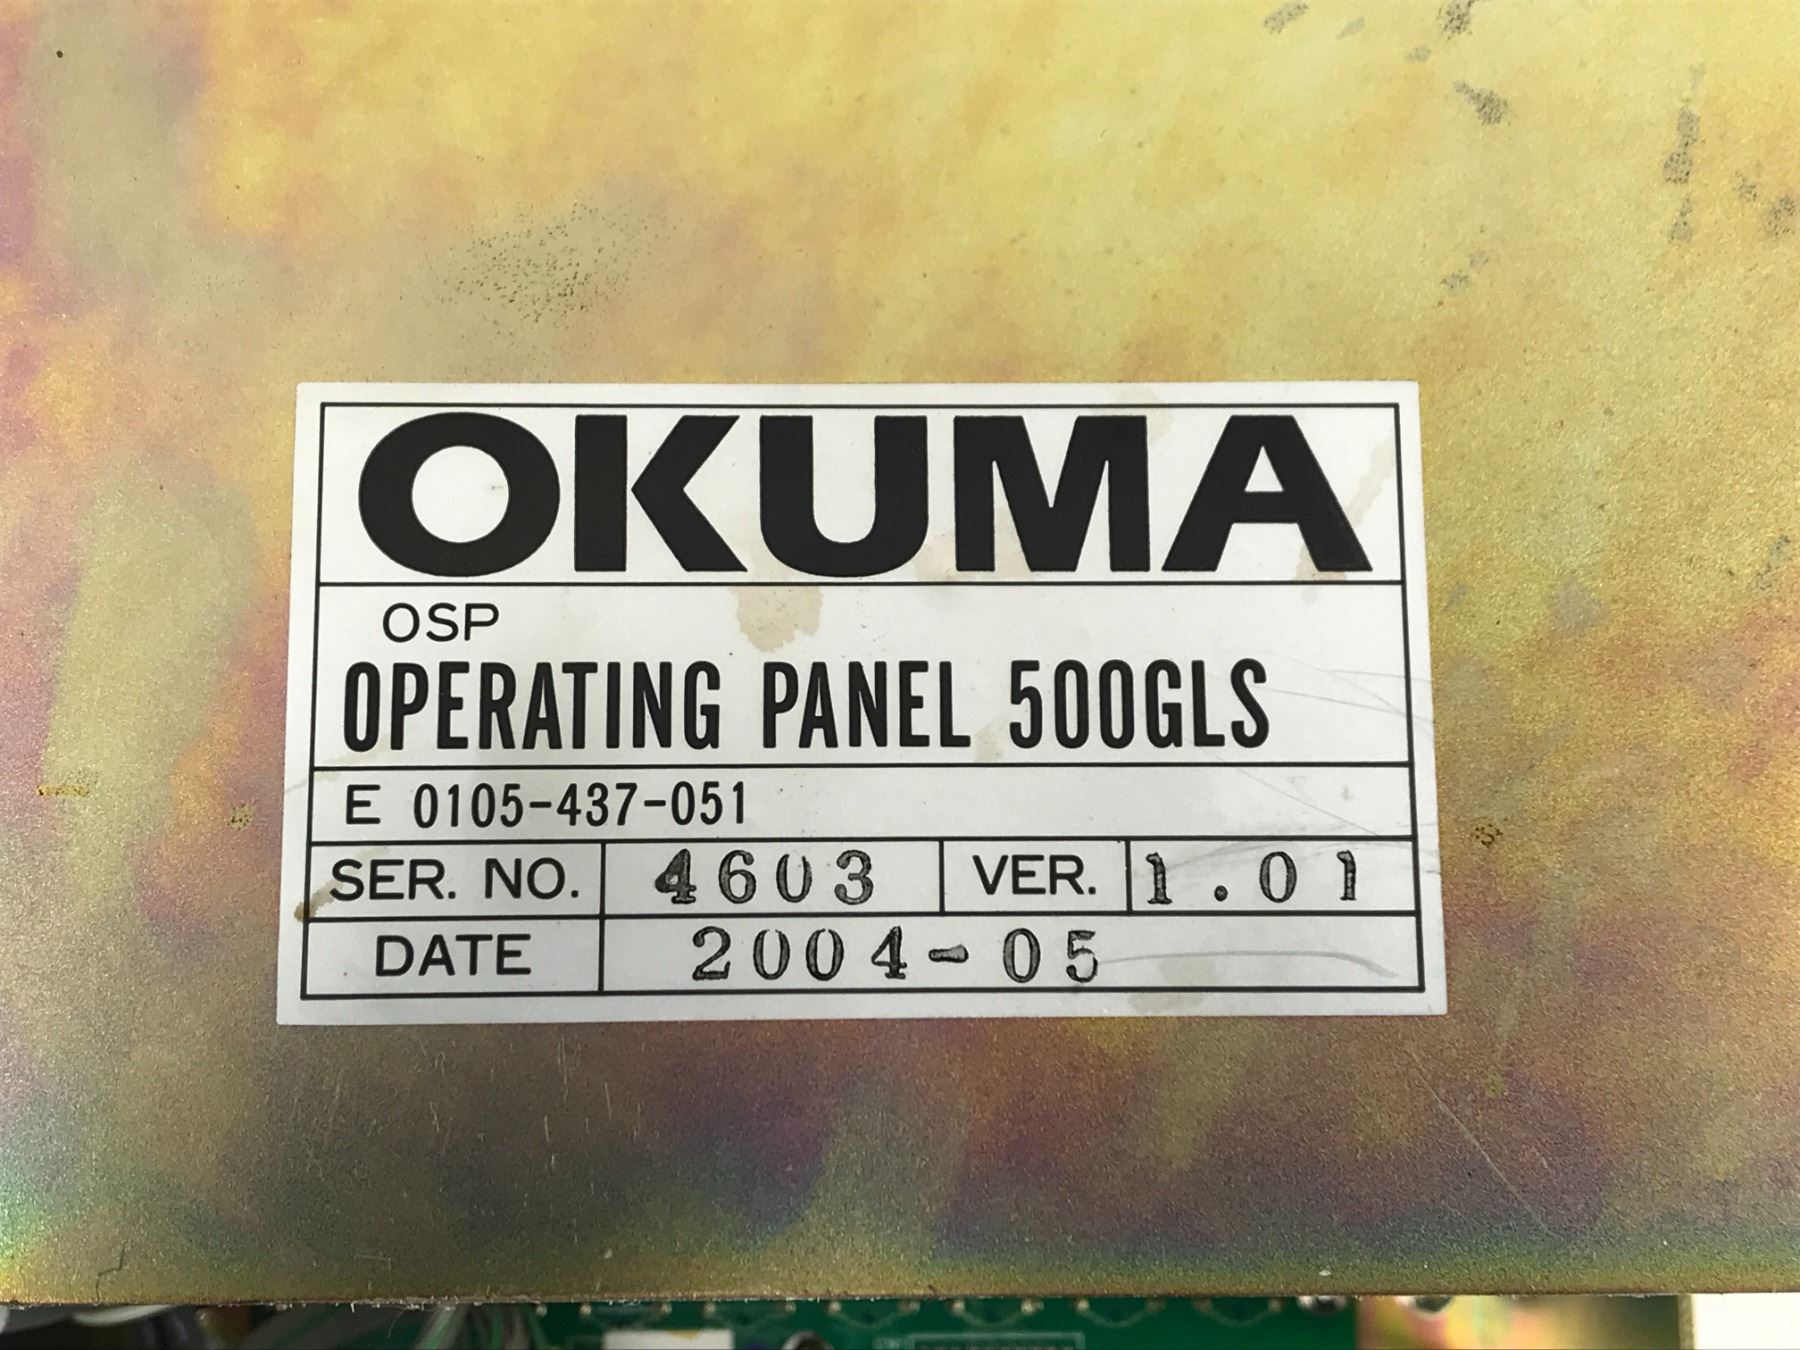 OKUMA
OSP
OPERATING PANEL 500GLS
E 0105-437-051
SER. NO. 4603 VER. 1.01
DATE 2004-05